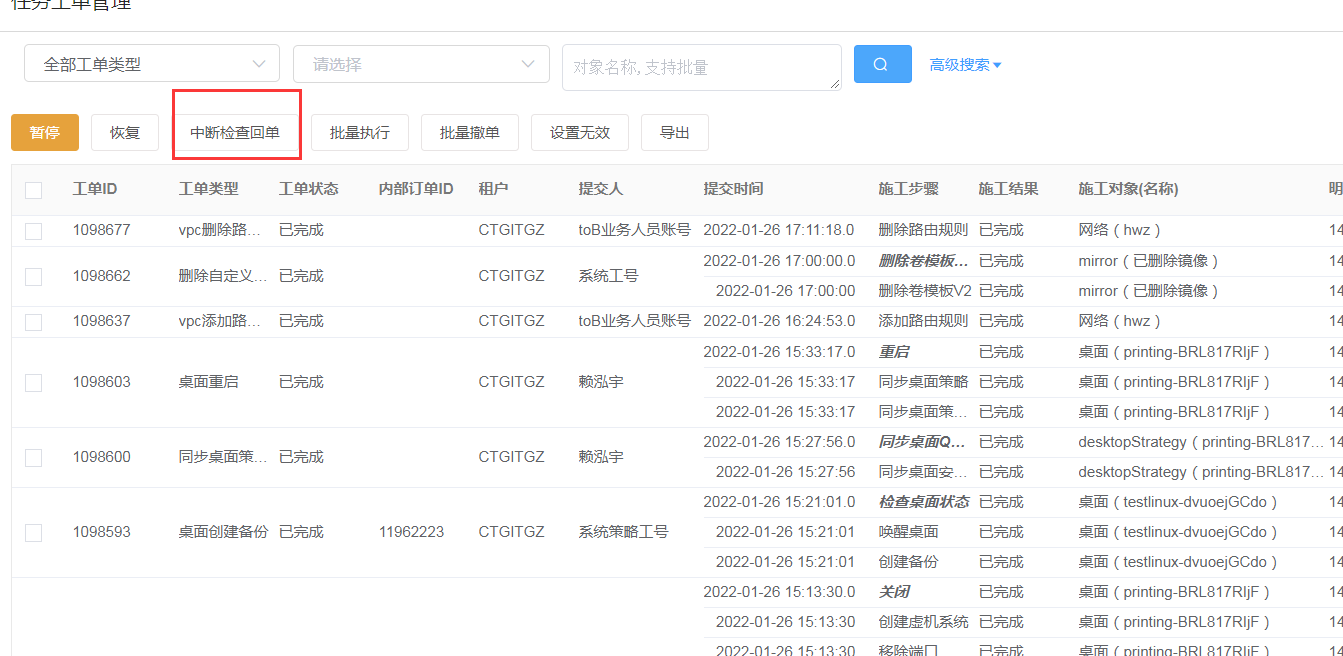 任务工单管理
全部工单类型 请选择 对象名称, 支持批量 高级搜索
暂停 恢复 中断检查回单 批量执行 批量撤单 设置无效 导出
工单ID 工单类型 工单状态 内部订单ID 租户 提交人 提交时间 施工步骤 施工结果 施工对象(名称) 明
1098677 vpc删除路... 已完成 CTGITGZ toB业务人员账号 2022-01-26 17:11:18.0 删除路由规则 已完成 网络 ( hwz ) 14
2022-01-26 17:00:00.0 删除卷模板... 已完成 mirror ( 已删除镜像 ) 14
1098662 删除自定义... 已完成 CTGITGZ 系统工号
2022-01-26 17:00:00 删除卷模板V2 已完成 mirror ( 已删除镜像 ) 14
1098637 vpc添加路... 已完成 CTGITGZ toB业务人员账号 2022-01-26 16:24:53.0 添加路由规则 已完成 网络 ( hwz ) 14
2022-01-26 15:33:17.0 重启 已完成 桌面 ( printing-BRL817RIjF ) 14
1098603 桌面重启 已完成 CTGITGZ 赖泓宇 2022-01-26 15:33:17 同步桌面策略 已完成 桌面 ( printing-BRL817RIjF ) 14
2022-01-26 15:33:17 同步桌面策... 已完成 桌面 ( printing-BRL817RIjF ) 14
2022-01-26 15:27:56.0 同步桌面Q... 已完成 desktopStrategy ( printing-BRL817... 14
1098600 同步桌面策... 已完成 CTGITGZ 赖泓宇
2022-01-26 15:27:56 同步桌面安... 已完成 desktopStrategy ( printing-BRL817... 14
2022-01-26 15:21:01.0 检查桌面状态 已完成 桌面 ( testlinux-dvuoejGCdo ) 14
1098593 桌面创建备份 已完成 11962223 CTGITGZ 系统策略工号 2022-01-26 15:21:01 唤醒桌面 已完成 桌面 ( testlinux-dvuoejGCdo ) 14
2022-01-26 15:21:01 创建备份 已完成 桌面 ( testlinux-dvuoejGCdo ) 14
2022-01-26 15:13:30.0 关闭 已完成 桌面 ( printing-BRL817RIjF ) 14
2022-01-26 15:13:30 创建虚机系统 已完成 桌面 ( printing-BRL817RIjF ) 14
2022-01-26 15:13:30 移除端口 已完成 桌面 ( printing-BRL817RIjF ) 14